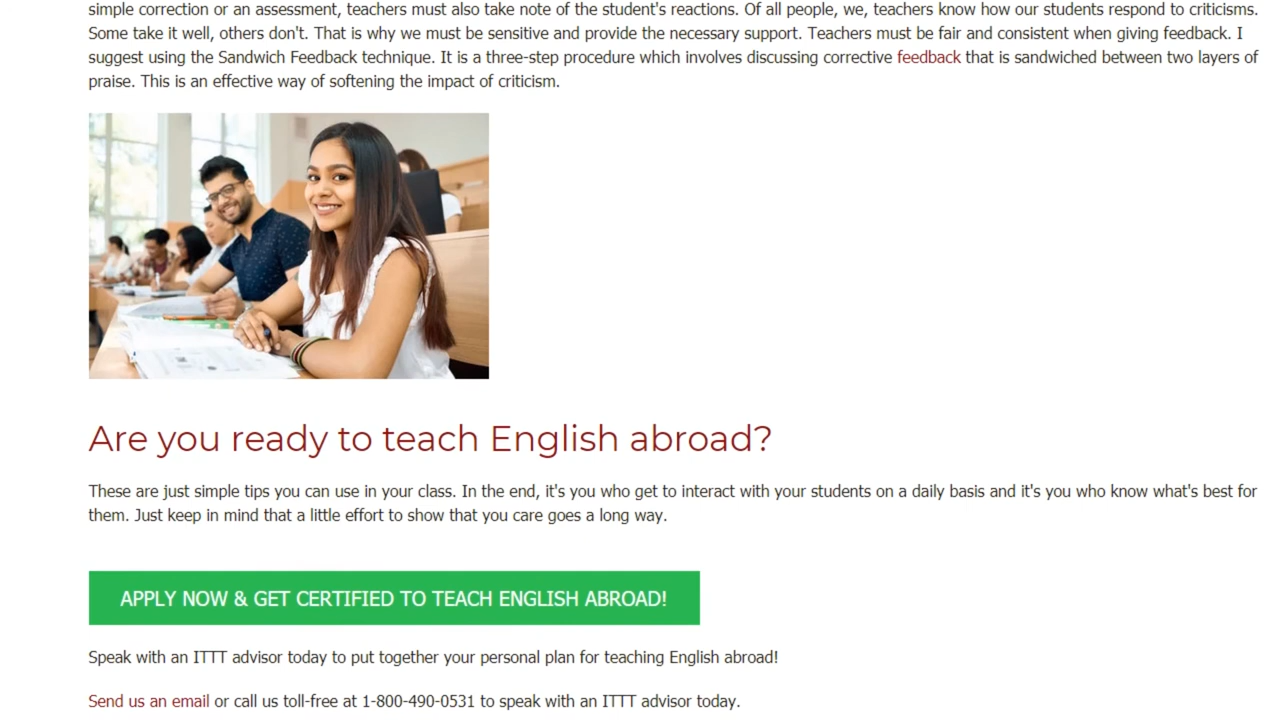 simple correction or an assessment, teachers must also take note of the student's reactions. Of all people, we, teachers know how our students respond to criticisms.
Some take it well, others don't. That is why we must be sensitive and provide the necessary support. Teachers must be fair and consistent when giving feedback. I
suggest using the Sandwich Feedback technique. It is a three-step procedure which involves discussing corrective feedback that is sandwiched between two layers of
praise. This is an effective way of softening the impact of criticism.
Are you ready to teach English abroad?
These are just simple tips you can use in your class. In the end, it's you who get to interact with your students on a daily basis and it's you who know what's best for
them. Just keep in mind that a little effort to show that you care goes a long way.
APPLY NOW & GET CERTIFIED TO TEACH ENGLISH ABROAD!
Speak with an ITTT advisor today to put together your personal plan for teaching English abroad!
Send us an email or call us toll-free at 1-800-490-0531 to speak with an ITTT advisor today.